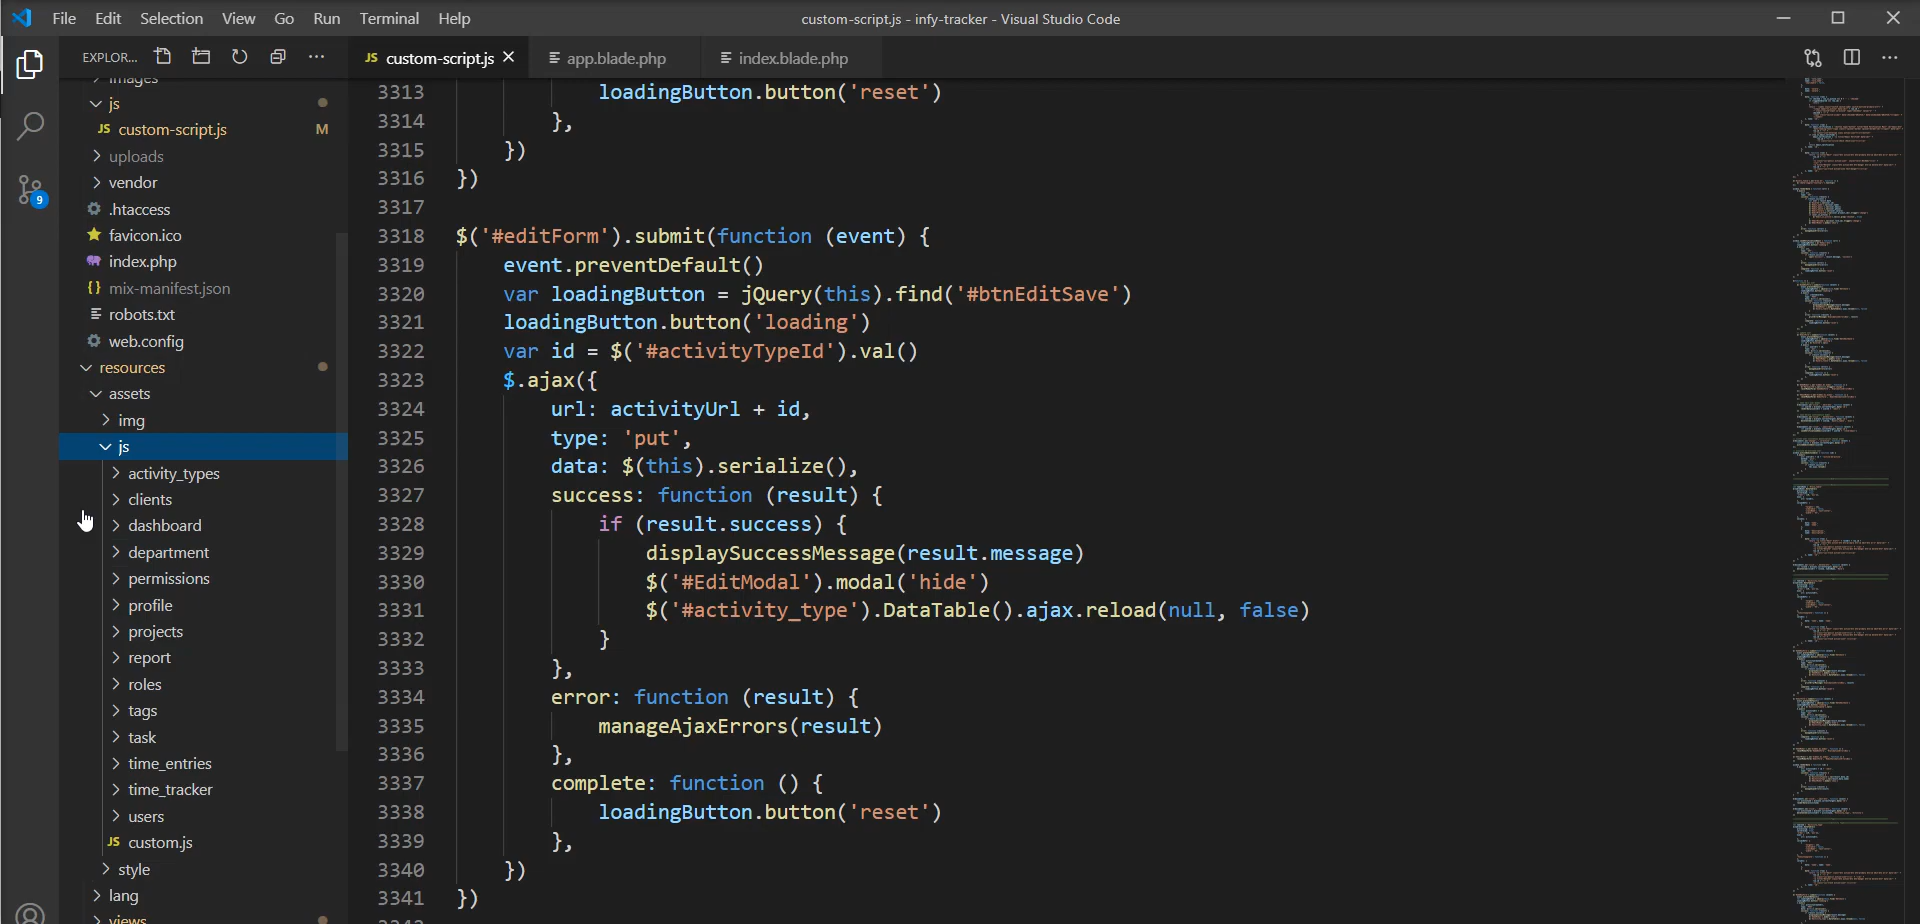 File Edit Selection View Go Run Terminal Help
custom-script.js - infy-tracker - Visual Studio Code
EXPLOR...
JS custom-script.js
app.blade.php
index.blade.php
images
js
JS custom-script.js M
uploads
vendor
.htaccess
favicon.ico
index.php
{} mix-manifest.json
robots.txt
web.config
resources
assets
img
js
activity_types
clients
dashboard
department
permissions
profile
projects
report
roles
tags
task
time_entries
time_tracker
users
JS custom.js
style
lang
views
9
3313 loadingButton.button('reset')
3314 },
3315 })
3316 })
3317
3318 $('#editForm').submit(function (event) {
3319 event.preventDefault()
3320 var loadingButton = jQuery(this).find('#btnEditSave')
3321 loadingButton.button('loading')
3322 var id = $('#activityTypeId').val()
3323 $.ajax({
3324 url: activityUrl + id,
3325 type: 'put',
3326 data: $(this).serialize(),
3327 success: function (result) {
3328 if (result.success) {
3329 displaySuccessMessage(result.message)
3330 $('#EditModal').modal('hide')
3331 $('#activity_type').DataTable().ajax.reload(null, false)
3332 }
3333 },
3334 error: function (result) {
3335 manageAjaxErrors(result)
3336 },
3337 complete: function () {
3338 loadingButton.button('reset')
3339 },
3340 })
3341 })